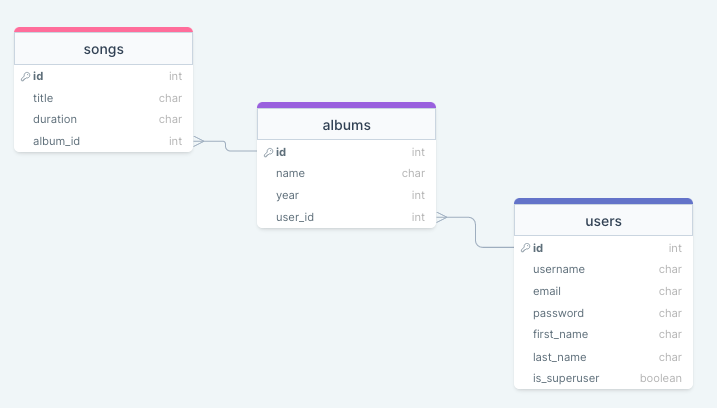 songs
id int
title char
duration char
album_id int
albums
id int
name char
year int
user_id int
users
id int
username char
email char
password char
first_name char
last_name char
is_superuser boolean